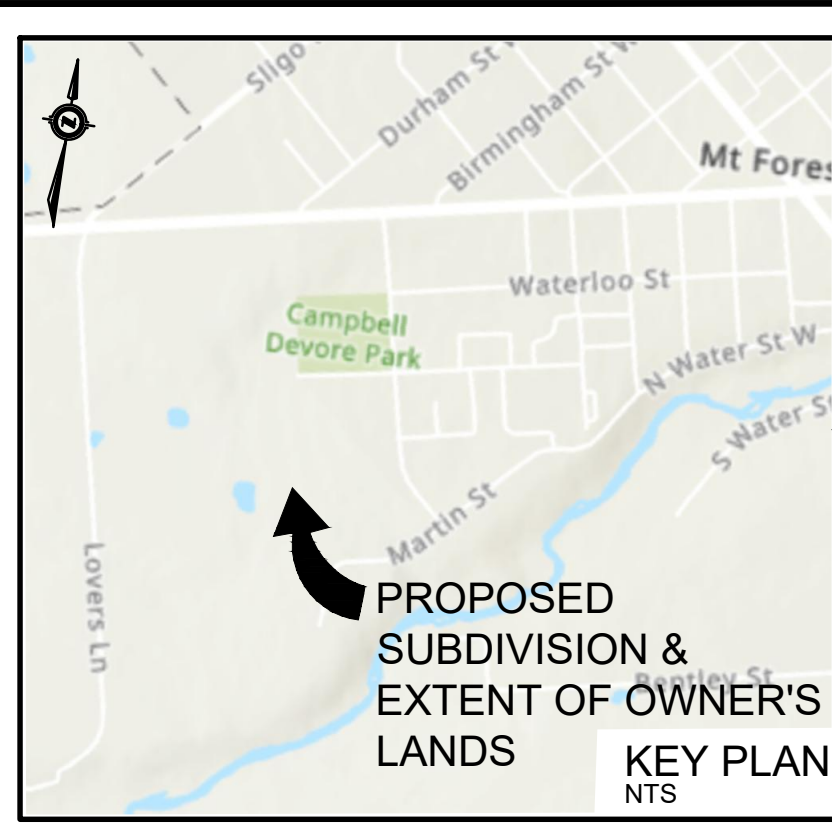 Sligo
Durham St
Birmingham St W
Mt Fores
Waterloo St
Campbell
Devore Park
N Water St W
S Water S
Martin St
Lovers Ln
Bentley St
PROPOSED
SUBDIVISION &
EXTENT OF OWNER'S
LANDS
KEY PLAN
NTS
N